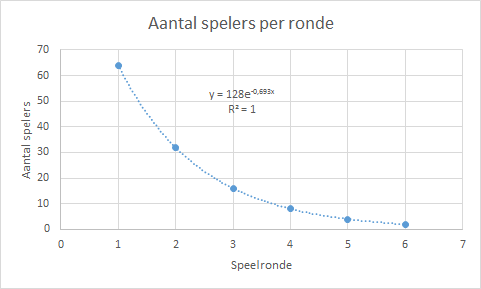 Aantal spelers per ronde
70
60
50
40
30
20
10
0
Aantal spelers
y = 128e-0,693x
R² = 1
0 1 2 3 4 5 6 7
Speelronde